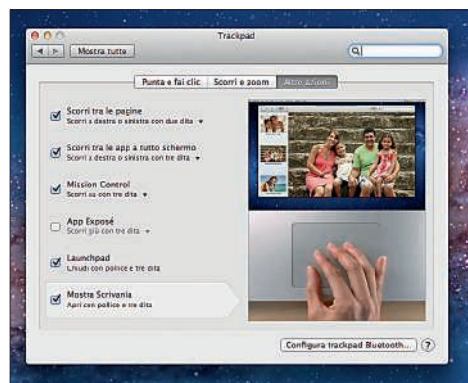 Trackpad
Mostra tutte
Punta e fai clic Scorri e zoom Altre azioni
Scorri tra le pagine
Scorri a destra o sinistra con due dita
Scorri tra le app a tutto schermo
Scorri a destra o sinistra con tre dita
Mission Control
Scorri su con tre dita
App Exposé
Scorri giù con tre dita
Launchpad
Chiudi con pollice e tre dita
Mostra Scrivania
Apri con pollice e tre dita
Configura trackpad Bluetooth... ?